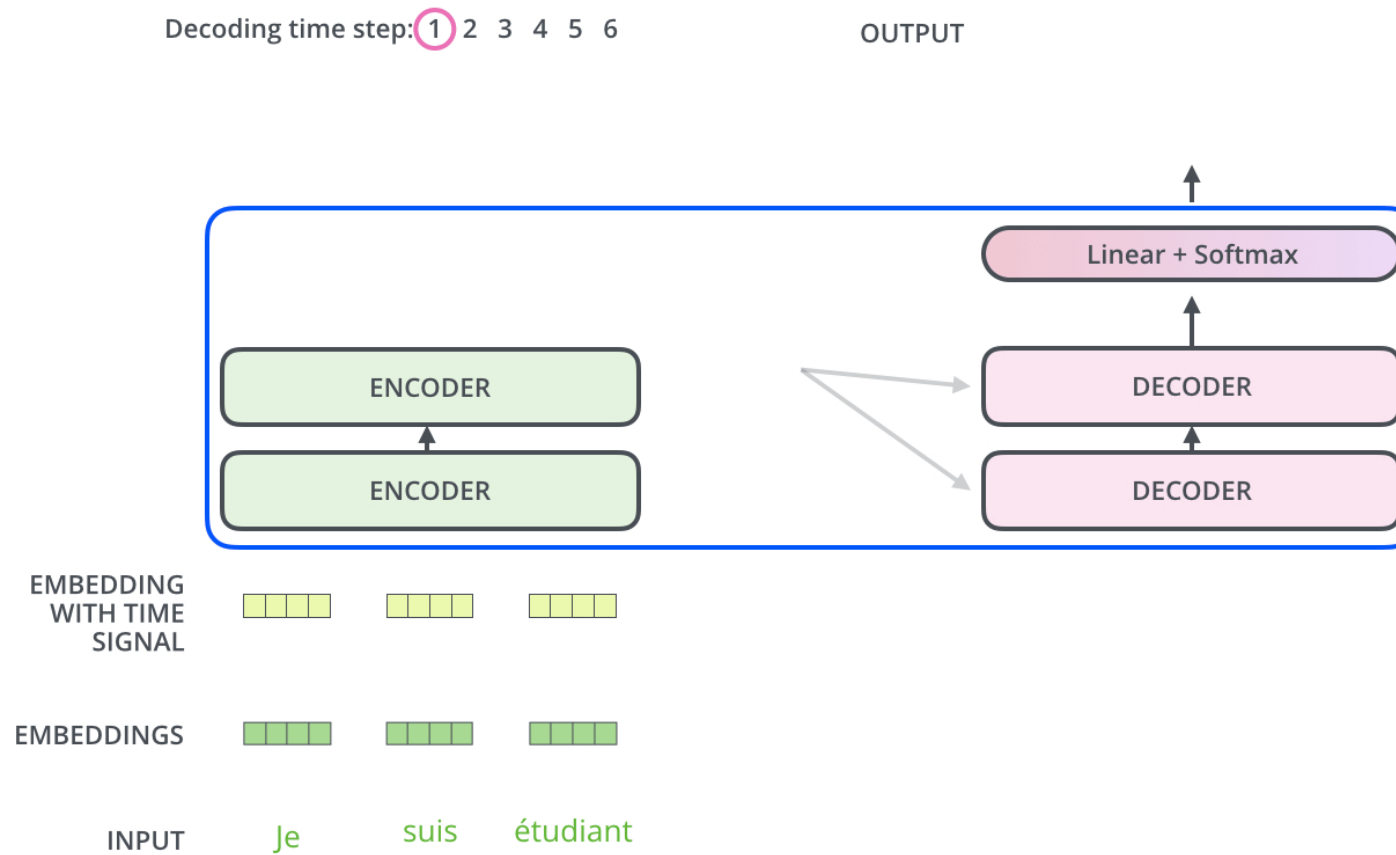 Decoding time step: 1 2 3 4 5 6
OUTPUT
Linear + Softmax
ENCODER
DECODER
ENCODER
DECODER
EMBEDDING
WITH TIME
SIGNAL
EMBEDDINGS
INPUT Je suis étudiant